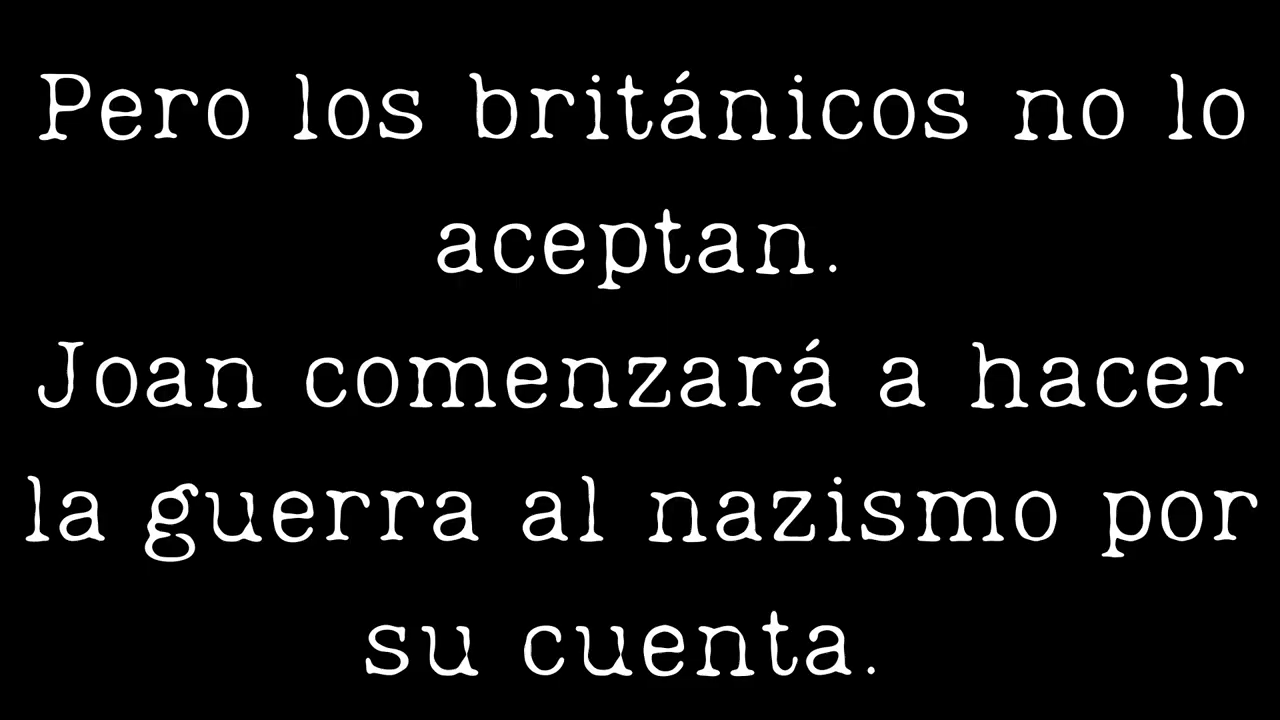 Pero los británicos no lo
aceptan.
Joan comenzará a hacer
la guerra al nazismo por
su cuenta.